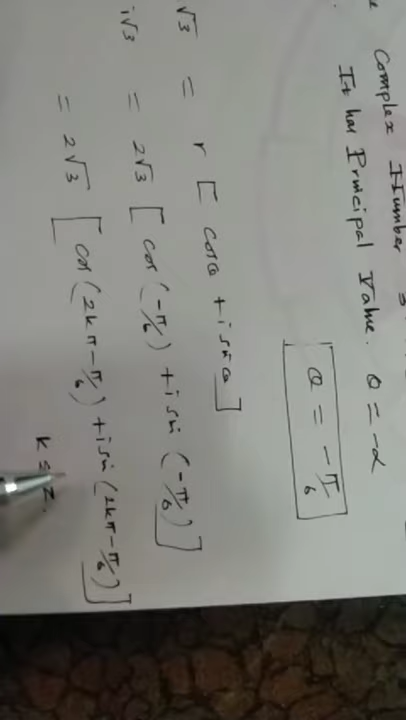 Complex Number
It has Principal Value. θ = -α
θ = -π/6
√3 = r [ cosθ + i sinθ ]
i√3 = 2√3 [ cos (-π/6) + i sin (-π/6) ]
= 2√3 [ cos (2kπ - π/6) + i sin (2kπ - π/6) ]
k ∈ Z.